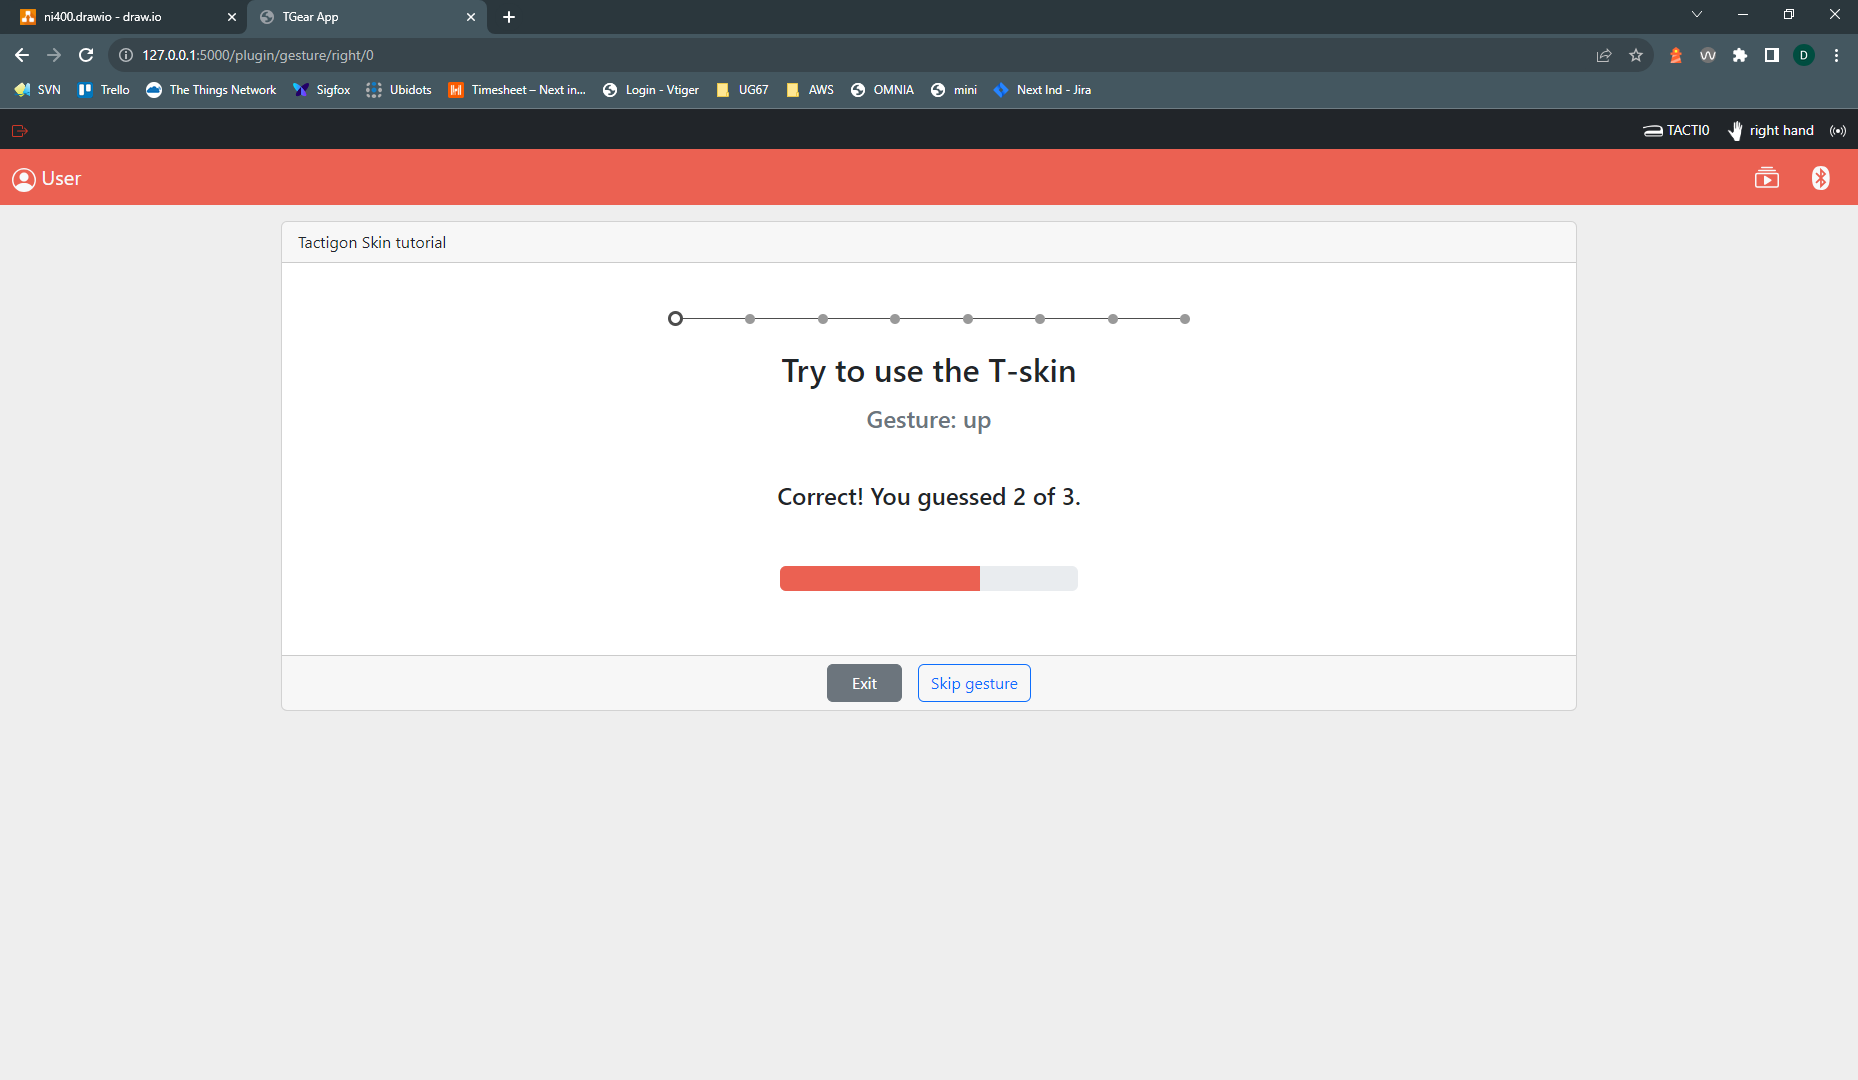 ni400.drawio - draw.io
TGear App
127.0.0.1:5000/plugin/gesture/right/0
D
SVN
Trello
The Things Network
Sigfox
Ubidots
Timesheet – Next in...
Login - Vtiger
UG67
AWS
OMNIA
mini
Next Ind - Jira
TACTI0
right hand
User
Tactigon Skin tutorial
Try to use the T-skin
Gesture: up
Correct! You guessed 2 of 3.
Exit
Skip gesture